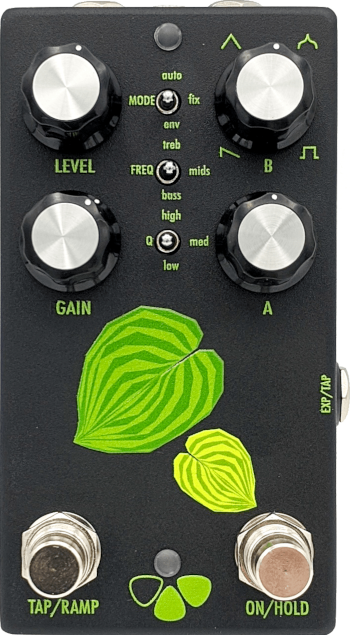 auto
MODE fix
env
LEVEL B
treb
FREQ mids
bass
high
Q med
low
GAIN A
EXP/TAP
TAP/RAMP ON/HOLD